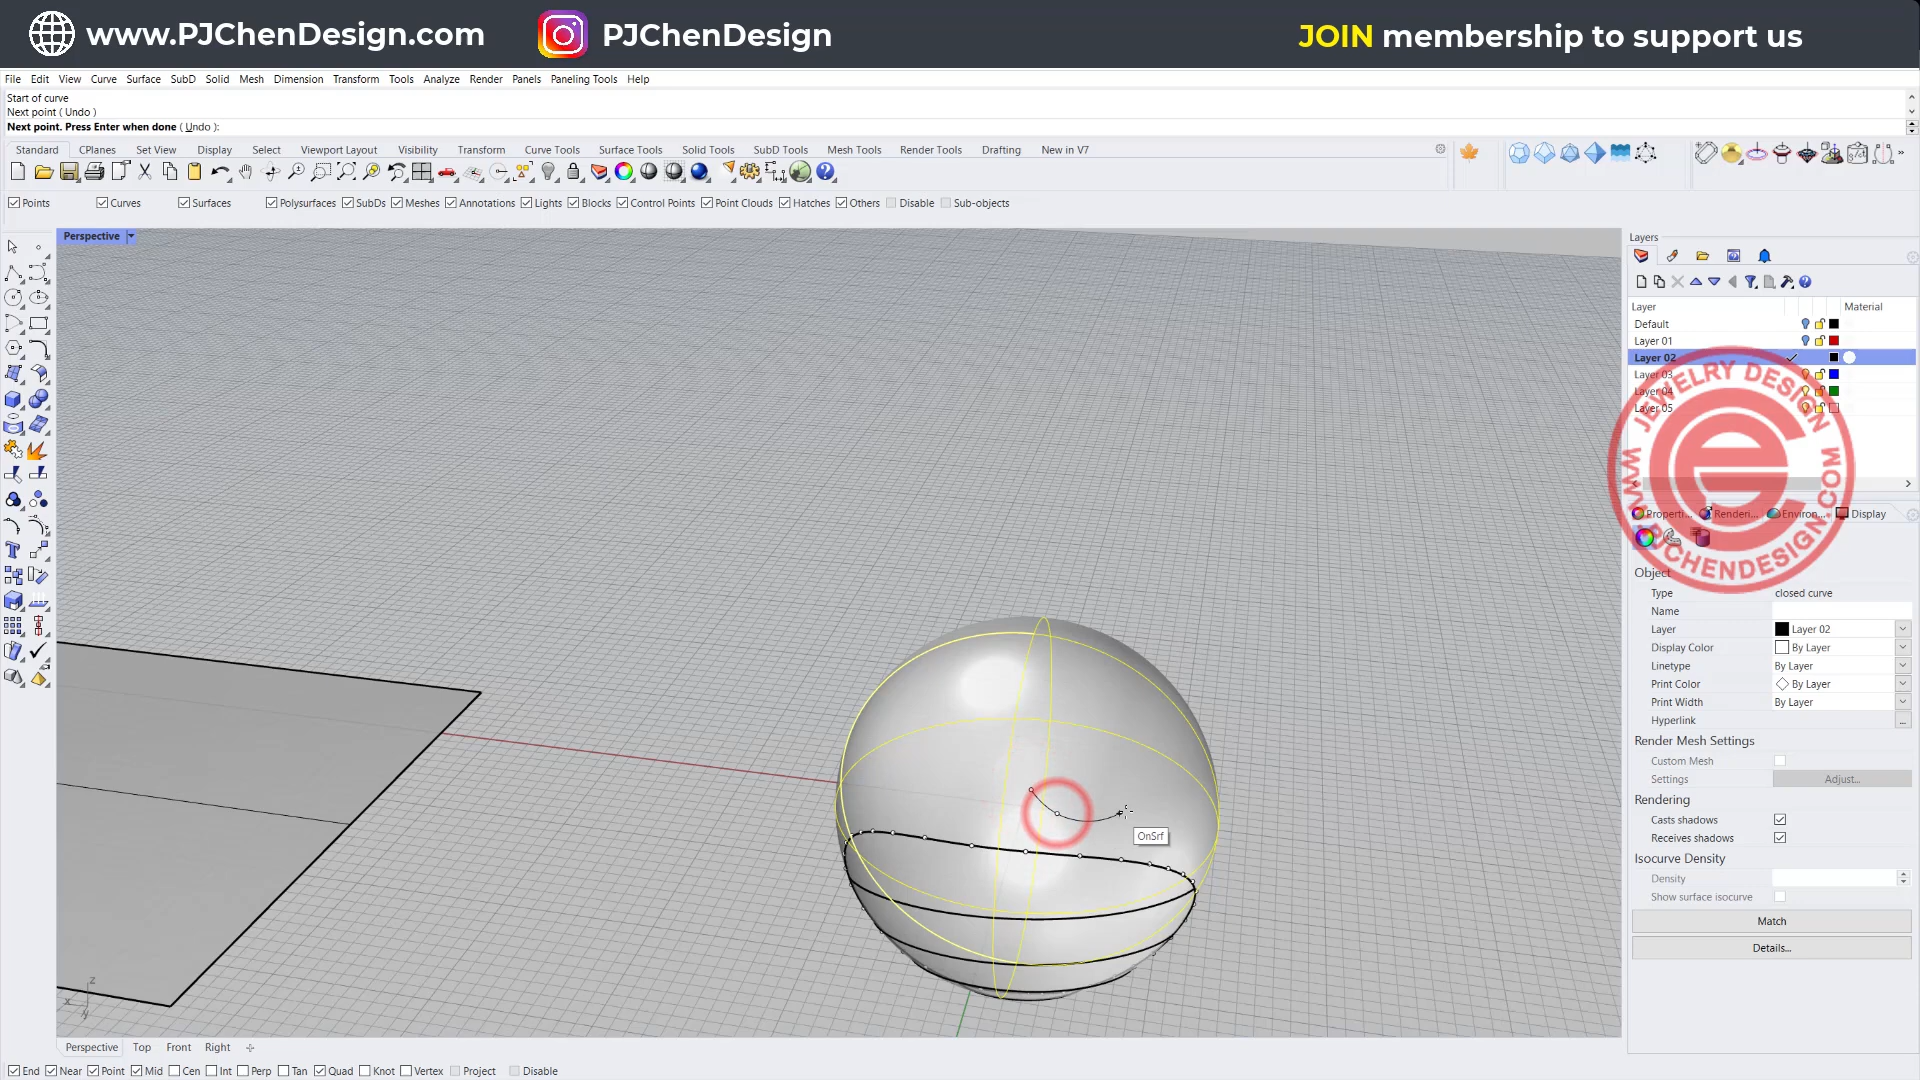 www.PJChenDesign.com PJChenDesign JOIN membership to support us
File Edit View Curve Surface SubD Solid Mesh Dimension Transform Tools Analyze Render Panels Paneling Tools Help
Start of curve
Next point ( Undo )
Next point. Press Enter when done ( Undo ):
Standard CPlanes Set View Display Select Viewport Layout Visibility Transform Curve Tools Surface Tools Solid Tools SubD Tools Mesh Tools Render Tools Drafting New in V7
Points Curves Surfaces Polysurfaces SubDs Meshes Annotations Lights Blocks Control Points Point Clouds Hatches Others Disable Sub-objects
Perspective
Layers
Layer Material
Default
Layer 01
Layer 02
Layer 03
Layer 04
Layer 05
JEWELRY DESIGN
WWW.PJCHENDESIGN.COM
Properti... Renderi... Environ... Display
Object
Type closed curve
Name
Layer Layer 02
Display Color By Layer
Linetype By Layer
Print Color By Layer
Print Width By Layer
Hyperlink ...
Render Mesh Settings
Custom Mesh
Settings Adjust...
Rendering
Casts shadows
Receives shadows
Isocurve Density
Density
Show surface isocurve
Match
Details...
OnSrf
z
x
y
Perspective Top Front Right
End Near Point Mid Cen Int Perp Tan Quad Knot Vertex Project Disable